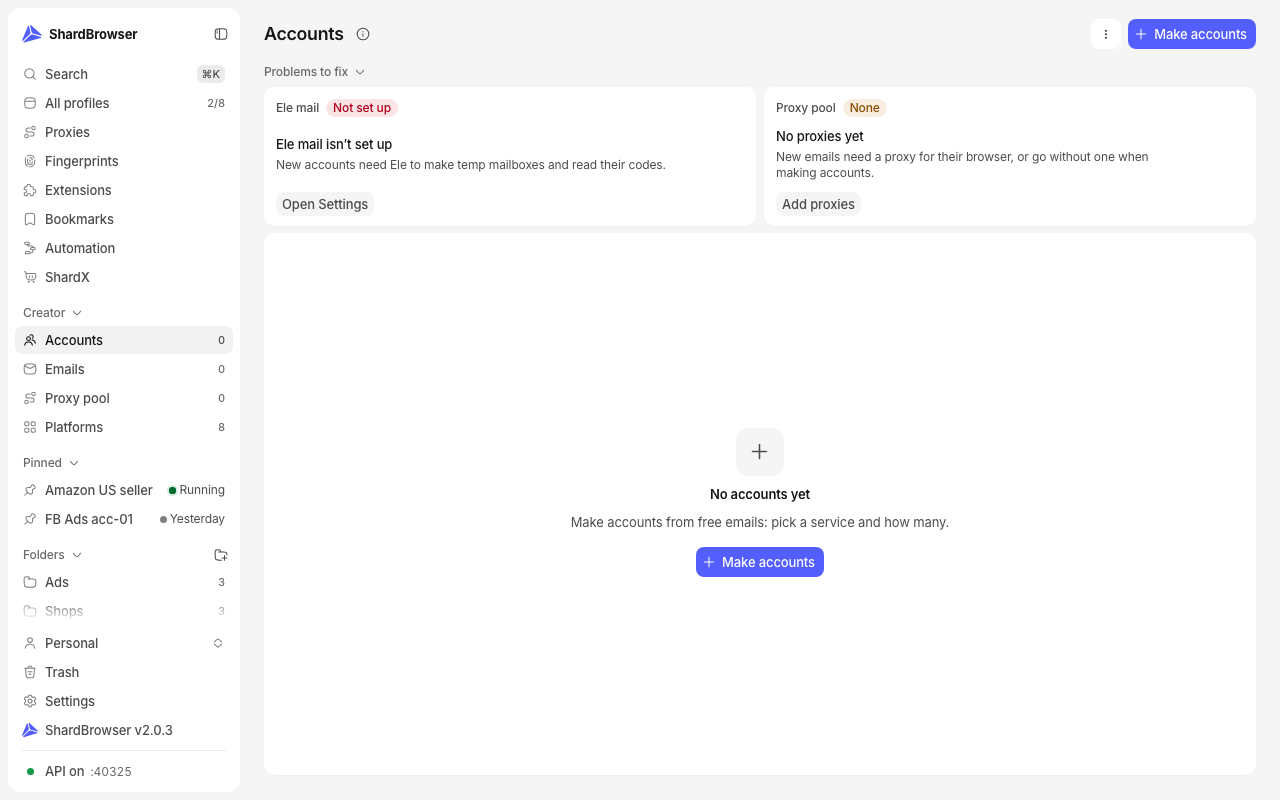 ShardBrowser
Search ⌘K
All profiles 2/8
Proxies
Fingerprints
Extensions
Bookmarks
Automation
ShardX
Creator
Accounts 0
Emails 0
Proxy pool 0
Platforms 8
Pinned
Amazon US seller Running
FB Ads acc-01 Yesterday
Folders
Ads 3
Shops 3
Personal
Trash
Settings
ShardBrowser v2.0.3
API on :40325
Accounts
Make accounts
Problems to fix
Ele mail Not set up
Ele mail isn’t set up
New accounts need Ele to make temp mailboxes and read their codes.
Open Settings
Proxy pool None
No proxies yet
New emails need a proxy for their browser, or go without one when
making accounts.
Add proxies
No accounts yet
Make accounts from free emails: pick a service and how many.
Make accounts